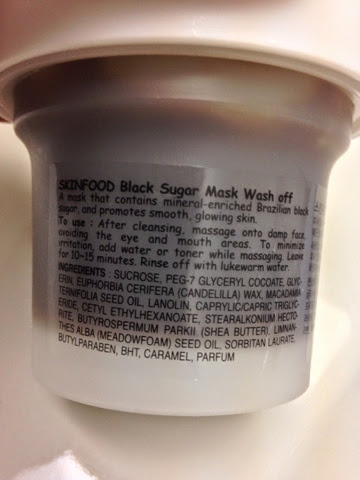 SKINFOOD Black Sugar Mask Wash off
A mask that contains mineral-enriched Brazilian black
sugar, and promotes smooth, glowing skin.
To use : After cleansing, massage onto damp face,
avoiding the eye and mouth areas. To minimize
irritation, add water or toner while massaging. Leave
for 10~15 minutes. Rinse off with lukewarm water.
INGREDIENTS : SUCROSE, PEG-7 GLYCERYL COCOATE, GLYC-
ERIN, EUPHORBIA CERIFERA (CANDELILLA) WAX, MACADAMIA
TERNIFOLIA SEED OIL, LANOLIN, CAPRYLIC/CAPRIC TRIGLYC-
ERIDE, CETYL ETHYLHEXANOATE, STEARALKONIUM HECTO-
RITE, BUTYROSPERMUM PARKII (SHEA BUTTER), LIMNAN-
THES ALBA (MEADOWFOAM) SEED OIL, SORBITAN LAURATE,
BUTYLPARABEN, BHT, CARAMEL, PARFUM